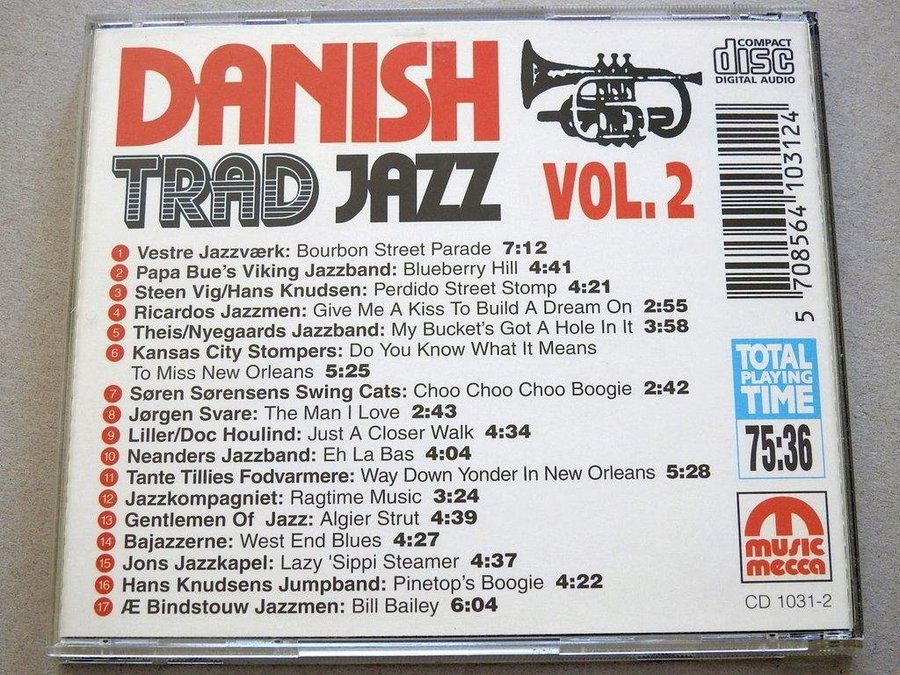 DANISH
TRAD JAZZ
VOL. 2
COMPACT
disc
DIGITAL AUDIO
1 Vestre Jazzværk: Bourbon Street Parade 7:12
2 Papa Bue's Viking Jazzband: Blueberry Hill 4:41
3 Steen Vig/Hans Knudsen: Perdido Street Stomp 4:21
4 Ricardos Jazzmen: Give Me A Kiss To Build A Dream On 2:55
5 Theis/Nyegaards Jazzband: My Bucket's Got A Hole In It 3:58
6 Kansas City Stompers: Do You Know What It Means
To Miss New Orleans 5:25
7 Søren Sørensens Swing Cats: Choo Choo Choo Boogie 2:42
8 Jørgen Svare: The Man I Love 2:43
9 Liller/Doc Houlind: Just A Closer Walk 4:34
10 Neanders Jazzband: Eh La Bas 4:04
11 Tante Tillies Fodvarmere: Way Down Yonder In New Orleans 5:28
12 Jazzkompagniet: Ragtime Music 3:24
13 Gentlemen Of Jazz: Algier Strut 4:39
14 Bajazzerne: West End Blues 4:27
15 Jons Jazzkapel: Lazy 'Sippi Steamer 4:37
16 Hans Knudsens Jumpband: Pinetop's Boogie 4:22
17 Æ Bindstouw Jazzmen: Bill Bailey 6:04
5 708564 103124
TOTAL
PLAYING
TIME
75:36
music
mecca
CD 1031-2